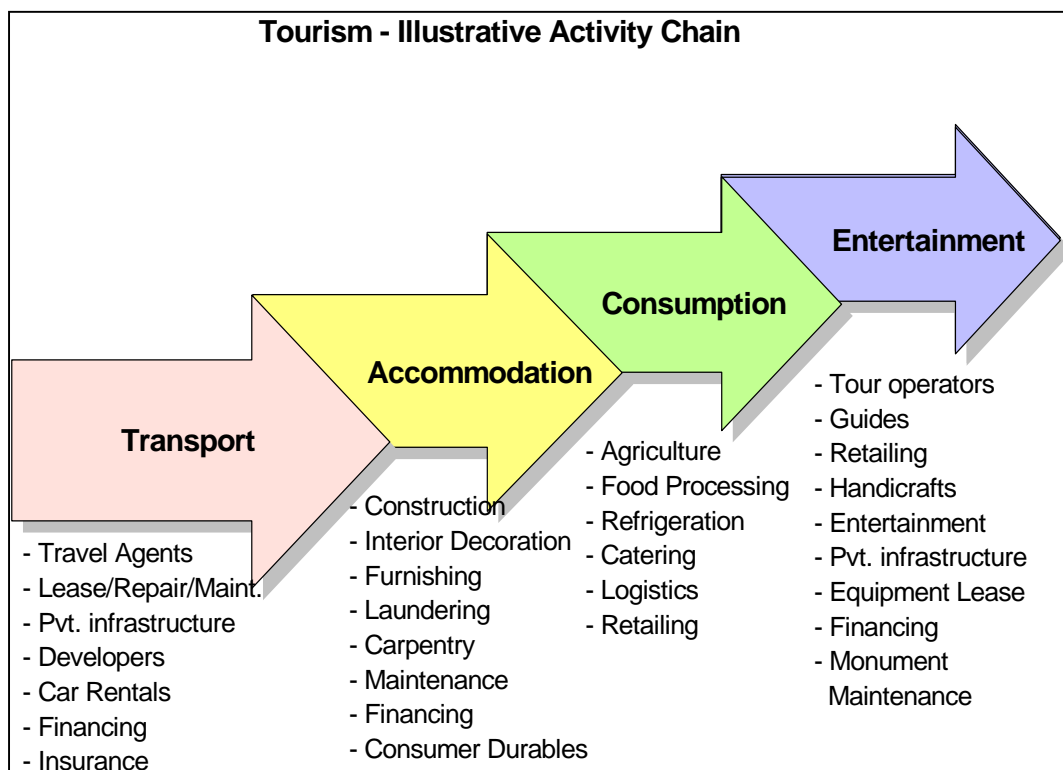 Tourism - Illustrative Activity Chain
Transport
- Travel Agents
- Lease/Repair/Maint.
- Pvt. infrastructure
- Developers
- Car Rentals
- Financing
- Insurance
Accommodation
- Construction
- Interior Decoration
- Furnishing
- Laundering
- Carpentry
- Maintenance
- Financing
- Consumer Durables
Consumption
- Agriculture
- Food Processing
- Refrigeration
- Catering
- Logistics
- Retailing
Entertainment
- Tour operators
- Guides
- Retailing
- Handicrafts
- Entertainment
- Pvt. infrastructure
- Equipment Lease
- Financing
- Monument
Maintenance